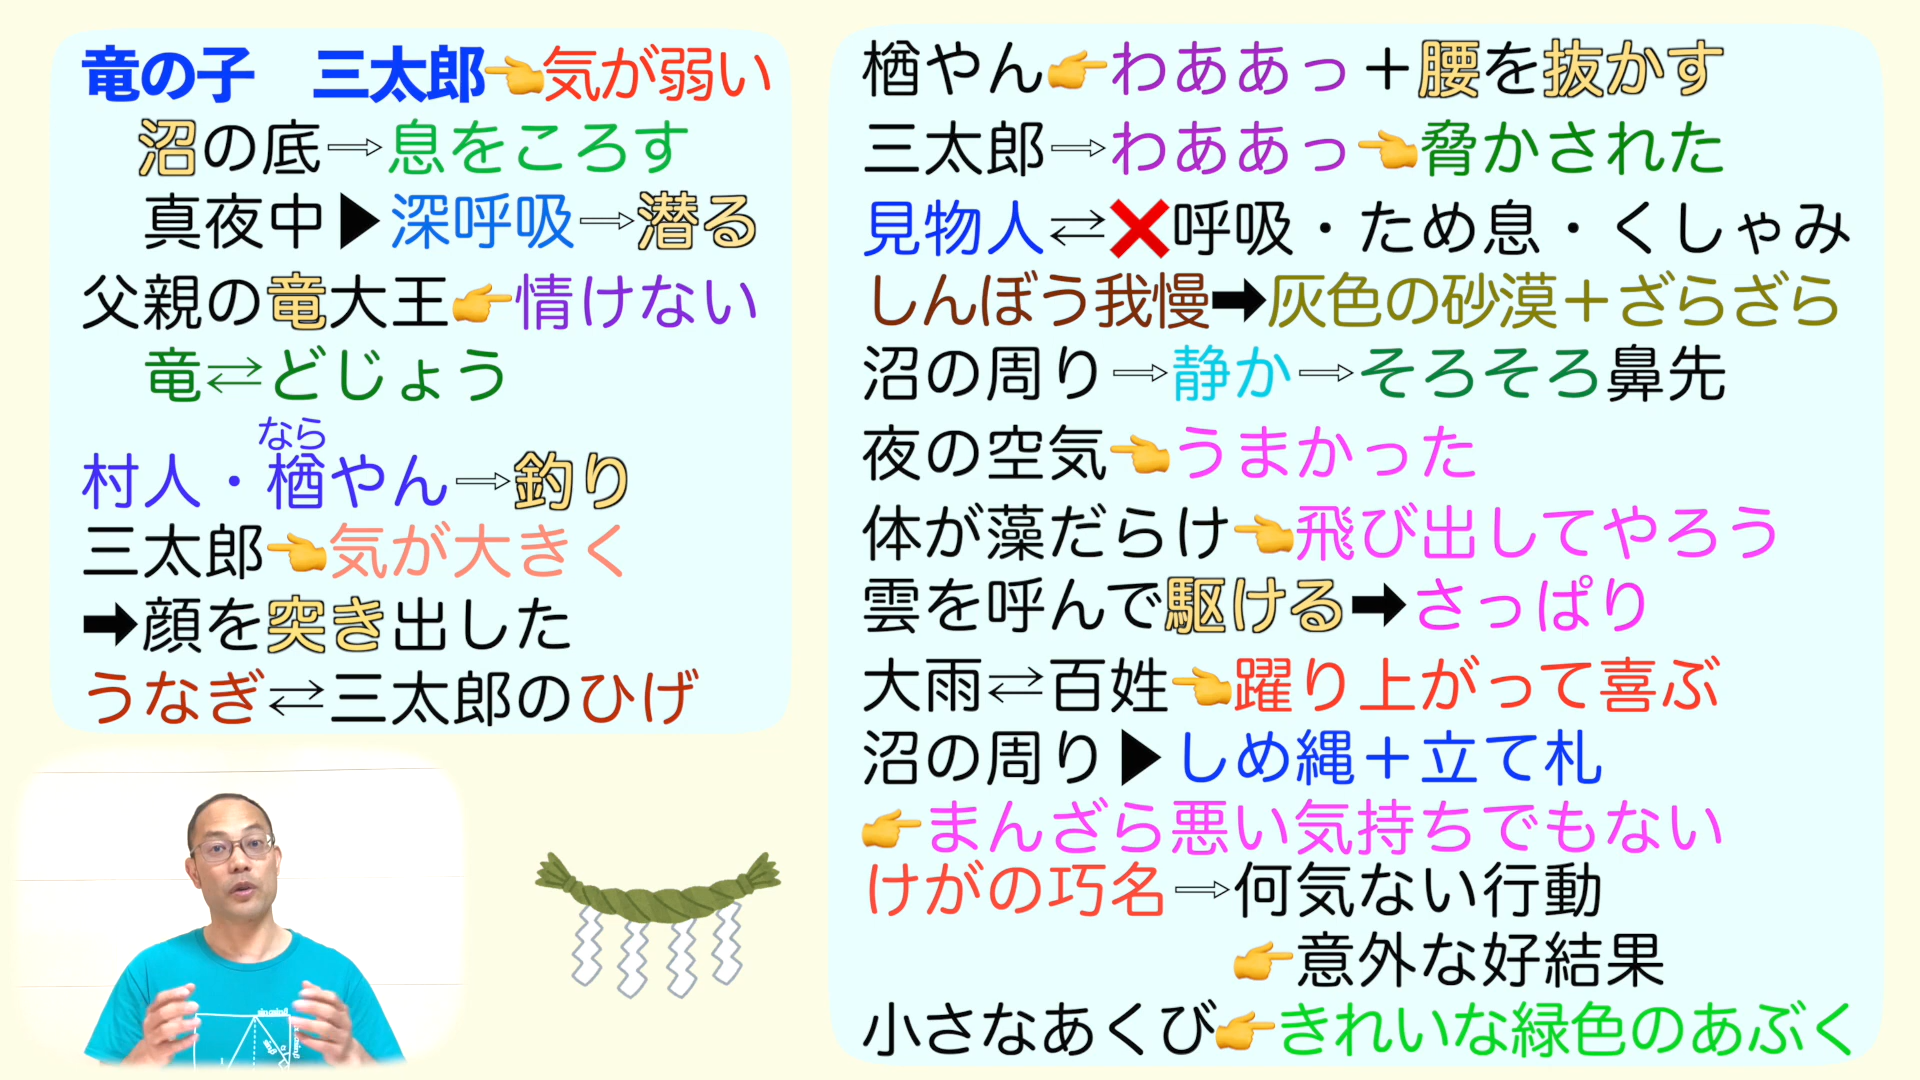 竜の子　三太郎👈気が弱い
沼の底⇨息をころす
真夜中▶深呼吸⇨潜る
父親の竜大王👉情けない
竜⇄どじょう
なら
村人・楢やん⇨釣り
三太郎👈気が大きく
➡顔を突き出した
うなぎ⇄三太郎のひげ
楢やん👉わああっ＋腰を抜かす
三太郎⇨わああっ👈脅かされた
見物人⇄❌呼吸・ため息・くしゃみ
しんぼう我慢➡灰色の砂漠＋ざらざら
沼の周り⇨静か⇨そろそろ鼻先
夜の空気👈うまかった
体が藻だらけ👈飛び出してやろう
雲を呼んで駆ける➡さっぱり
大雨⇄百姓👈躍り上がって喜ぶ
沼の周り▶しめ縄＋立て札
👉まんざら悪い気持ちでもない
けがの巧名⇨何気ない行動
👉意外な好結果
小さなあくび👉きれいな緑色のあぶく